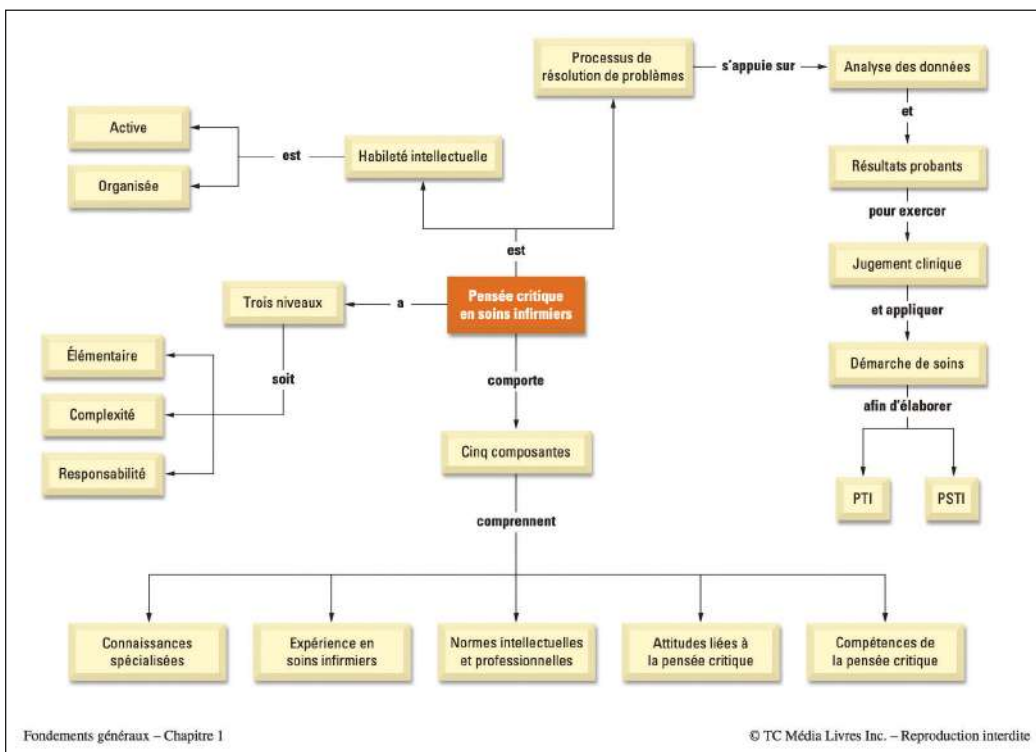 Processus de
résolution de problèmes
s'appuie sur
Analyse des données
et
Active
Organisée
est
Habileté intellectuelle
Résultats probants
pour exercer
est
Jugement clinique
Trois niveaux
a
Pensée critique
en soins infirmiers
et appliquer
Élémentaire
soit
Complexité
Responsabilité
comporte
Démarche de soins
afin d'élaborer
Cinq composantes
PTI
PSTI
comprennent
Connaissances
spécialisées
Expérience en
soins infirmiers
Normes intellectuelles
et professionnelles
Attitudes liées à
la pensée critique
Compétences de
la pensée critique
Fondements généraux – Chapitre 1
© TC Média Livres Inc. – Reproduction interdite